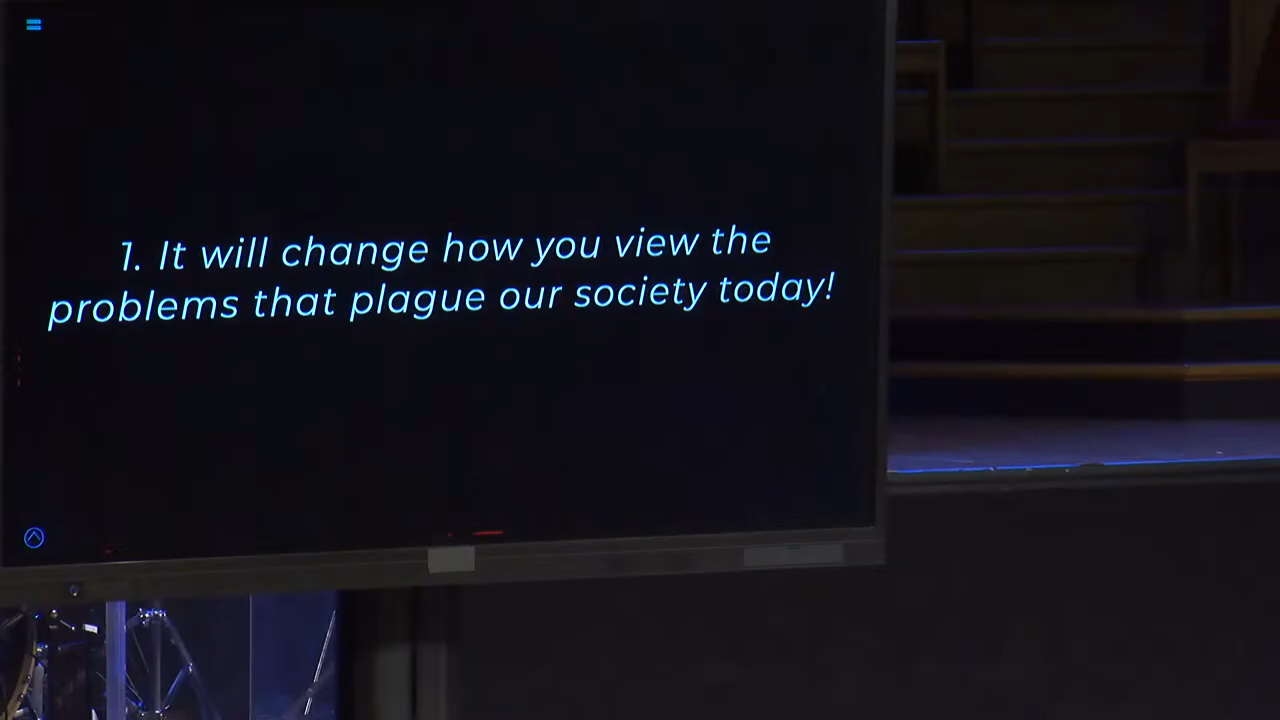 1. It will change how you view the
problems that plague our society today!